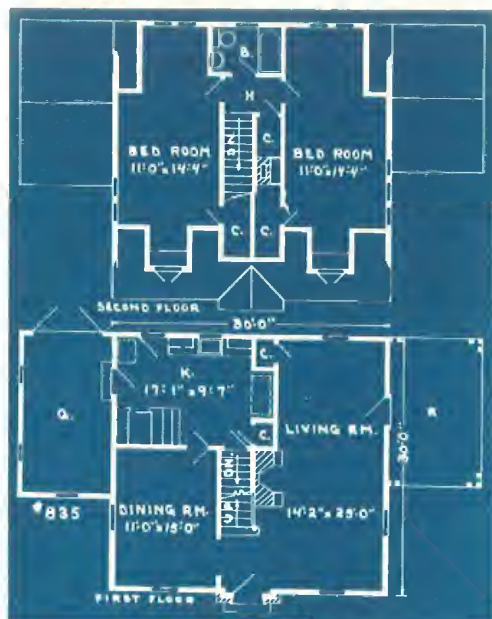 B.
H
BED ROOM
11'0"x14'4"
DN.
C.
BED ROOM
11'0"x14'4"
C.
C.
SECOND FLOOR
30'0"
K.
17'-1"x9'-7"
C.
G.
LIVING RM.
P
30'0"
C.
DN.
UP
#835
DINING RM.
11'0"x15'0"
14'2"x25'0"
FIRST FLOOR